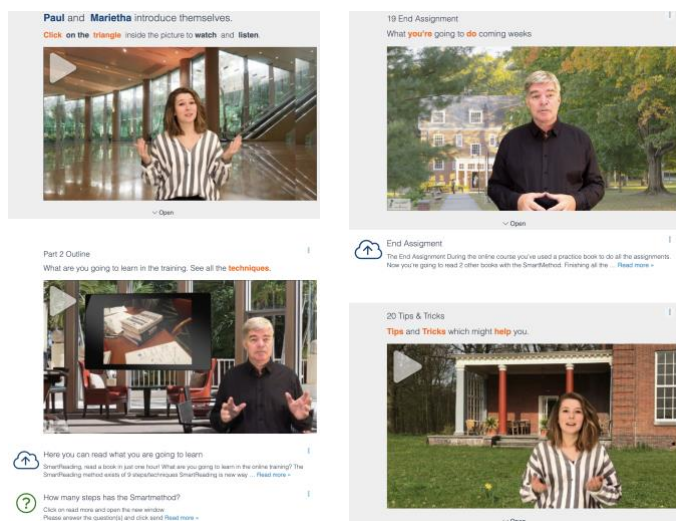 Paul and Marietha introduce themselves.
Click on the triangle inside the picture to watch and listen.
Open
Part 2 Outline
What are you going to learn in the training. See all the techniques.
Here you can read what you are going to learn
SmartReading, read a book in just one hour! What are you going to learn in the online training? The
SmartReading method exists of 9 steps/techniques SmartReading is new way ... Read more »
How many steps has the Smartmethod?
Click on read more and open the new window
Please answer the question(s) and click send Read more »
19 End Assignment
What you're going to do coming weeks
Open
End Assigment
The End Assignment During the online course you've used a practice book to do all the assignments.
Now you're going to read 2 other books with the SmartMethod. Finishing all the ... Read more »
20 Tips & Tricks
Tips and Tricks which might help you.
Open